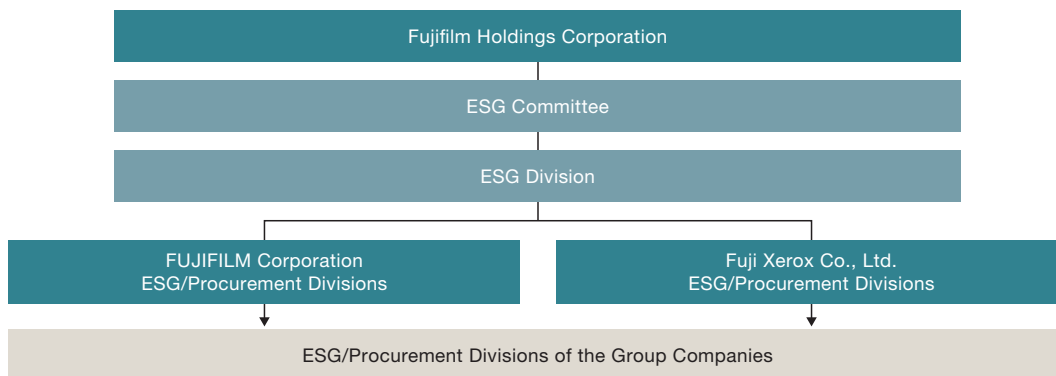 Fujifilm Holdings Corporation
ESG Committee
ESG Division
FUJIFILM Corporation
ESG/Procurement Divisions
Fuji Xerox Co., Ltd.
ESG/Procurement Divisions
ESG/Procurement Divisions of the Group Companies